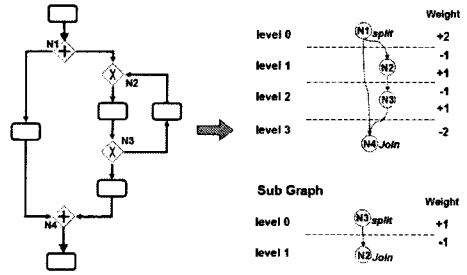 N1
+
X
N2
X
N3
N4
+
Weight
level 0
N1
split
+2
-1
level 1
N2
+1
-1
level 2
N3
+1
level 3
-2
N4
Join
Sub Graph
Weight
level 0
N3
split
+1
-1
level 1
N2
Join